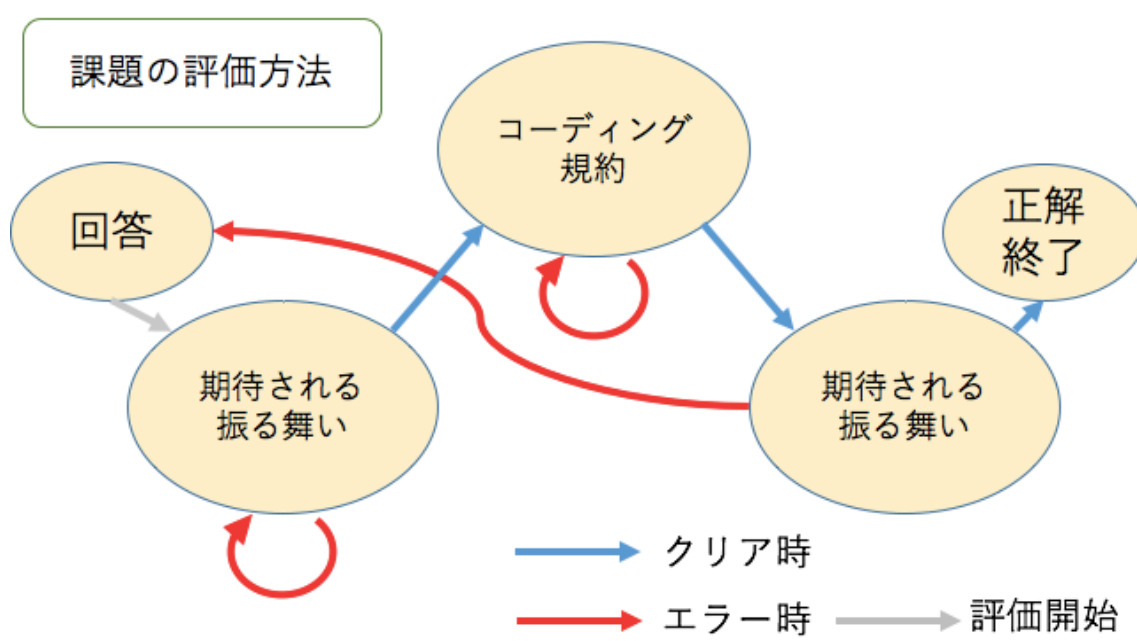 課題の評価方法
コーディング
規約
回答
正解
終了
期待される
振る舞い
期待される
振る舞い
クリア時
エラー時
評価開始